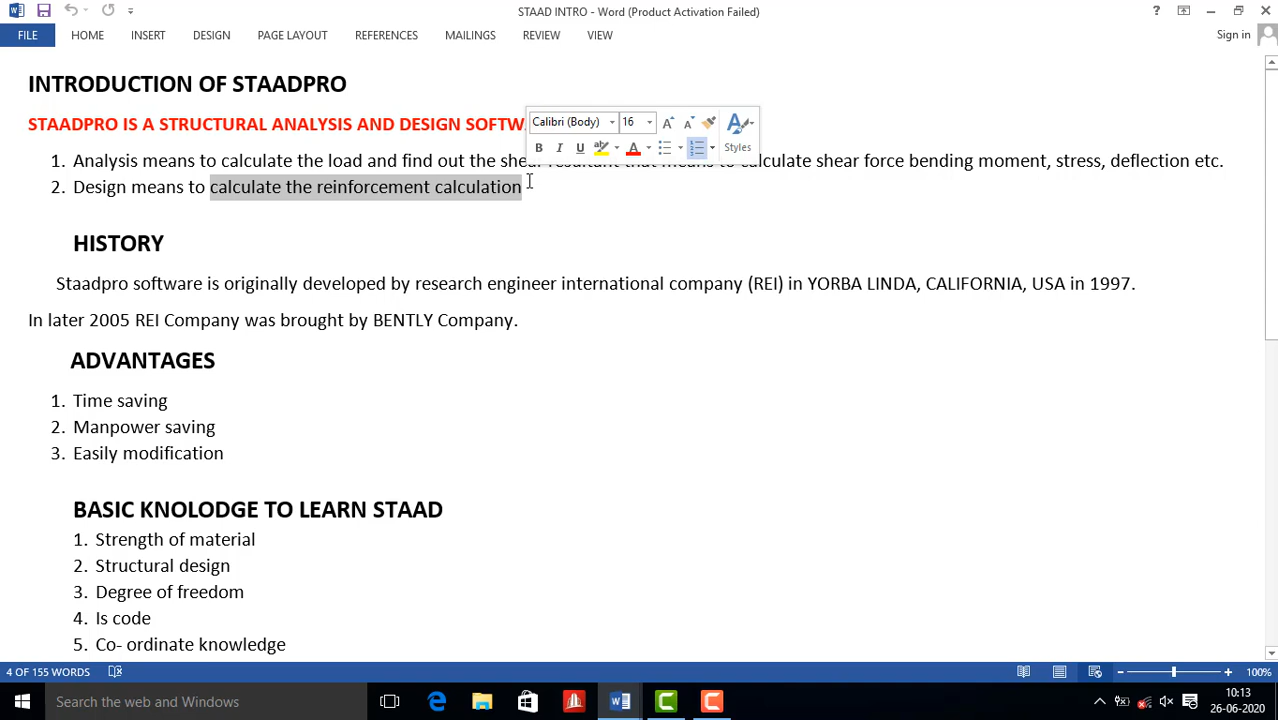 STAAD INTRO - Word (Product Activation Failed)
FILE HOME INSERT DESIGN PAGE LAYOUT REFERENCES MAILINGS REVIEW VIEW Sign in
INTRODUCTION OF STAADPRO
STAADPRO IS A STRUCTURAL ANALYSIS AND DESIGN SOFTW
Calibri (Body) 16
B I U ab A Styles
1. Analysis means to calculate the load and find out the shear resultant that means to calculate shear force bending moment, stress, deflection etc.
2. Design means to calculate the reinforcement calculation
HISTORY
Staadpro software is originally developed by research engineer international company (REI) in YORBA LINDA, CALIFORNIA, USA in 1997.
In later 2005 REI Company was brought by BENTLY Company.
ADVANTAGES
1. Time saving
2. Manpower saving
3. Easily modification
BASIC KNOLODGE TO LEARN STAAD
1. Strength of material
2. Structural design
3. Degree of freedom
4. Is code
5. Co- ordinate knowledge
4 OF 155 WORDS 100%
Search the web and Windows 10:13
26-06-2020